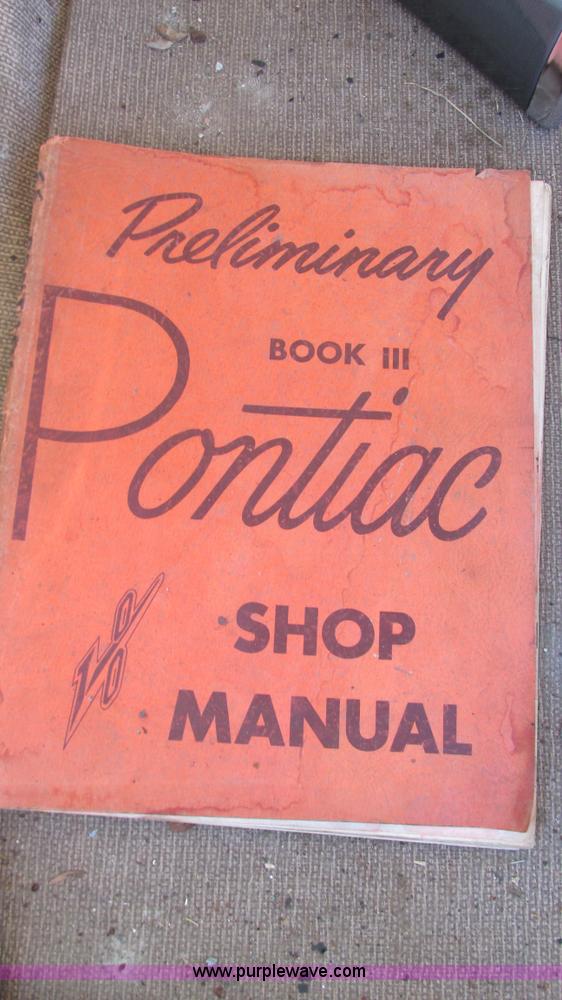 Preliminary
BOOK III
Pontiac
V8
SHOP
MANUAL
www.purplewave.com